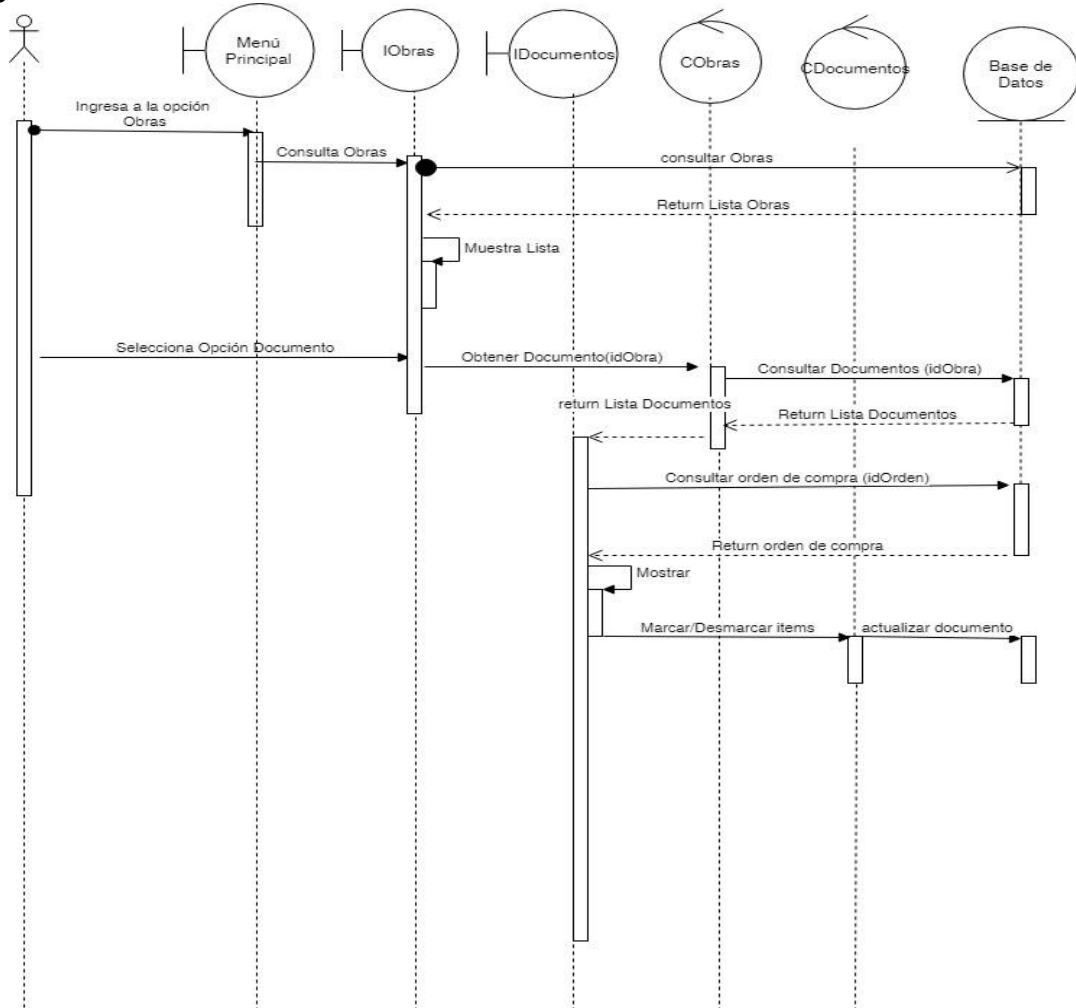 Menú
Principal
IObras
IDocumentos
CObras
CDocumentos
Base de
Datos
Ingresa a la opción
Obras
Consulta Obras
consultar Obras
Return Lista Obras
Muestra Lista
Selecciona Opción Documento
Obtener Documento(idObra)
Consultar Documentos (idObra)
return Lista Documentos
Return Lista Documentos
Consultar orden de compra (idOrden)
Return orden de compra
Mostrar
Marcar/Desmarcar items
actualizar documento